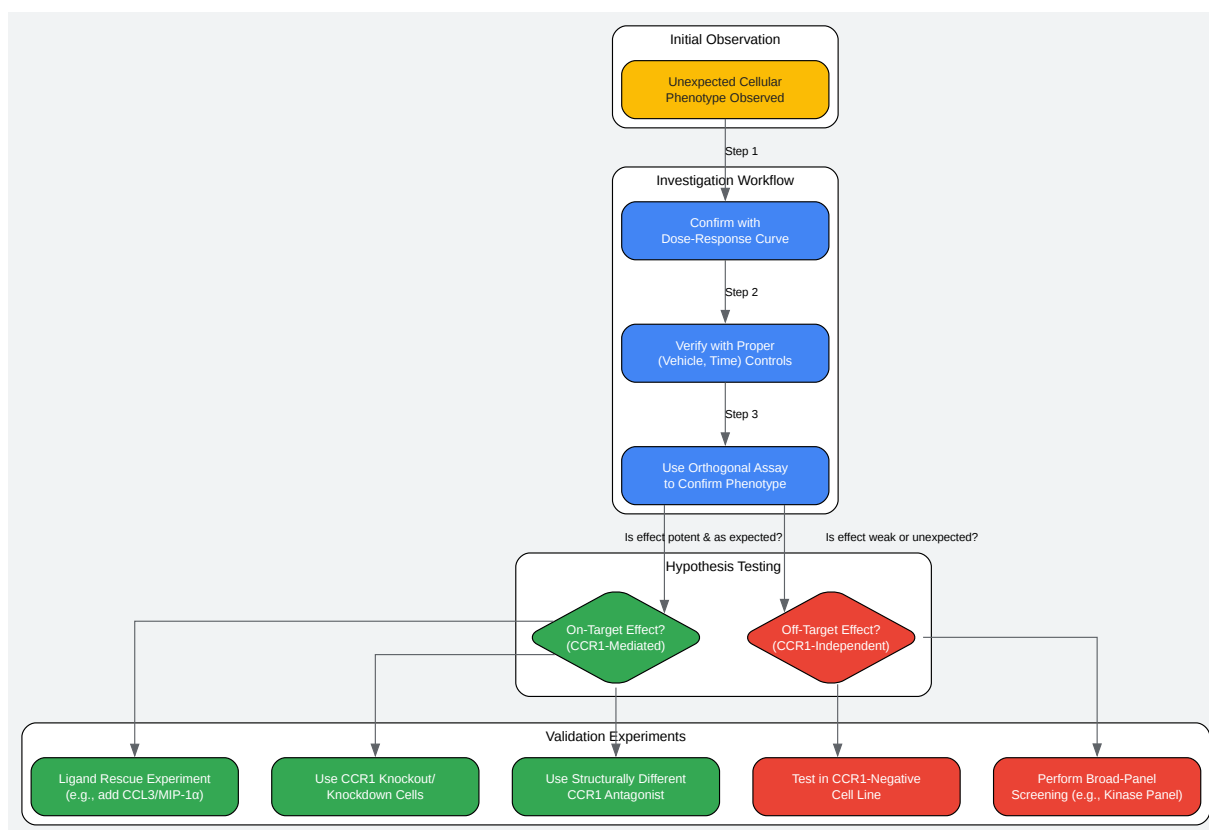 Initial Observation
Unexpected Cellular
Phenotype Observed
Step 1
Investigation Workflow
Confirm with
Dose-Response Curve
Step 2
Verify with Proper
(Vehicle, Time) Controls
Step 3
Use Orthogonal Assay
to Confirm Phenotype
Is effect potent & as expected?
Is effect weak or unexpected?
Hypothesis Testing
On-Target Effect?
(CCR1-Mediated)
Off-Target Effect?
(CCR1-Independent)
Validation Experiments
Ligand Rescue Experiment
(e.g., add CCL3/MIP-1α)
Use CCR1 Knockout/
Knockdown Cells
Use Structurally Different
CCR1 Antagonist
Test in CCR1-Negative
Cell Line
Perform Broad-Panel
Screening (e.g., Kinase Panel)